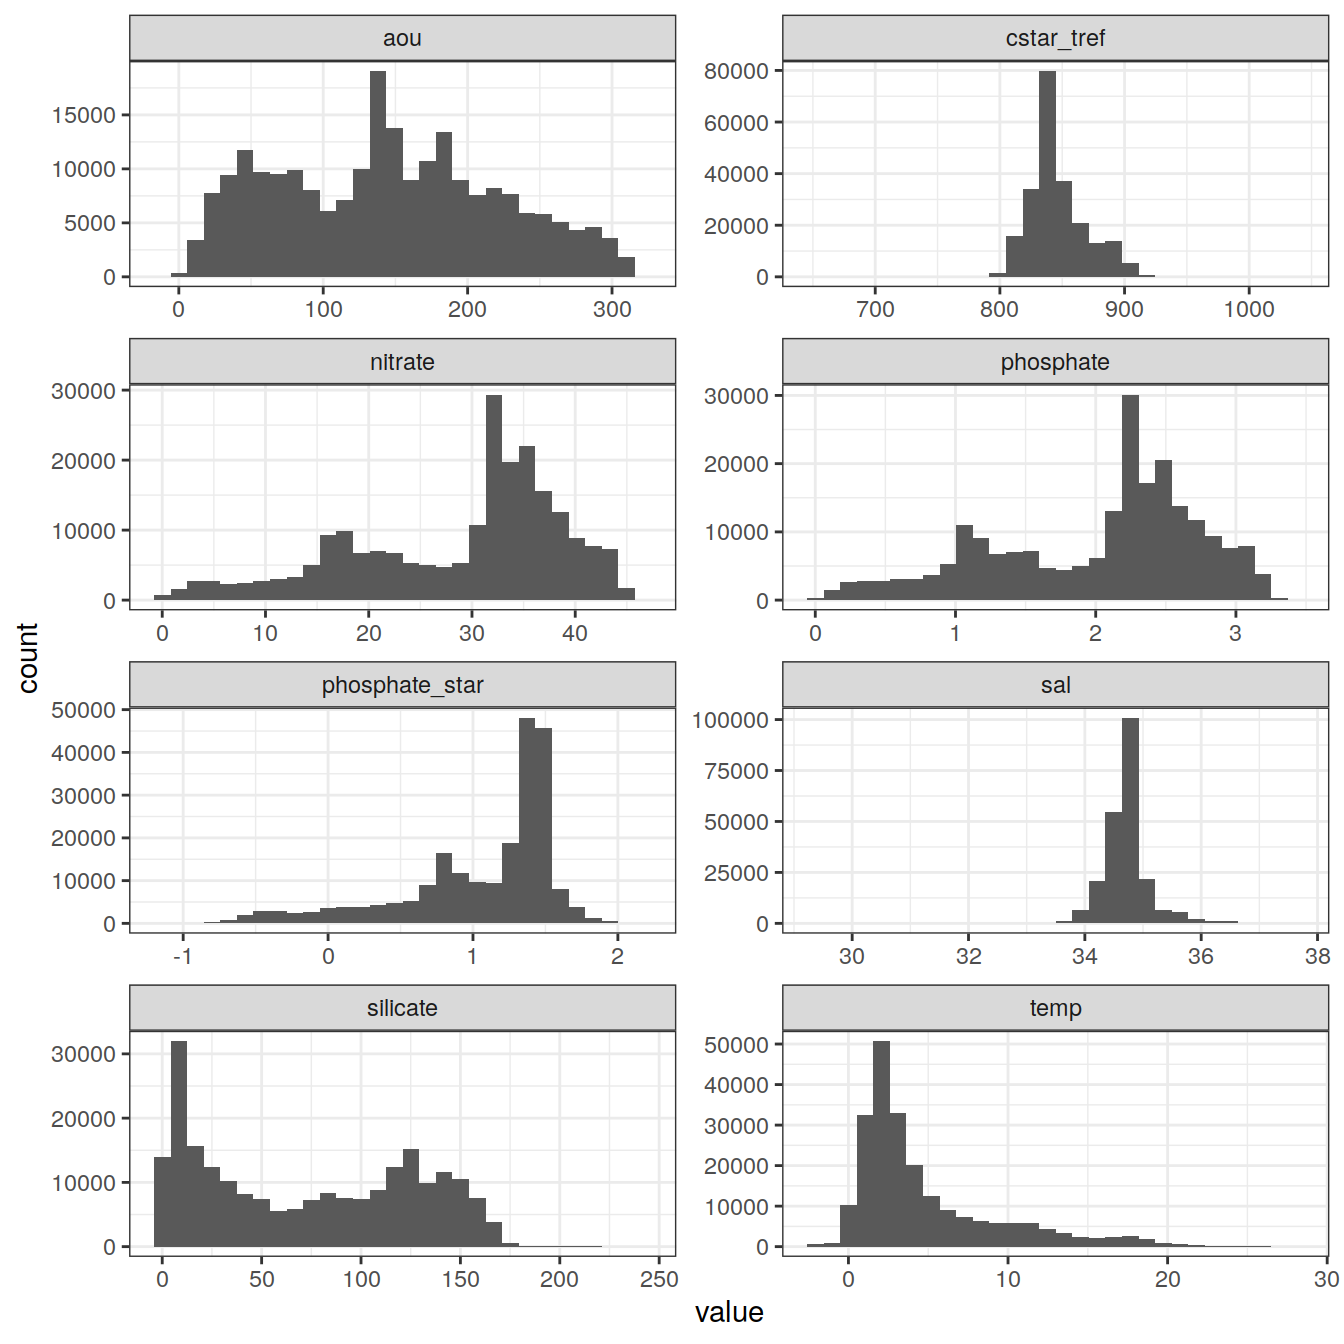 aou
cstar_tref
15000
10000
5000
0
80000
60000
40000
20000
0
0 100 200 300
700 800 900 1000
nitrate
phosphate
30000
20000
10000
0
30000
20000
10000
0
0 10 20 30 40
0 1 2 3
count
phosphate_star
sal
50000
40000
30000
20000
10000
0
100000
75000
50000
25000
0
-1 0 1 2
30 32 34 36 38
silicate
temp
30000
20000
10000
0
50000
40000
30000
20000
10000
0
0 50 100 150 200 250
0 10 20 30
value